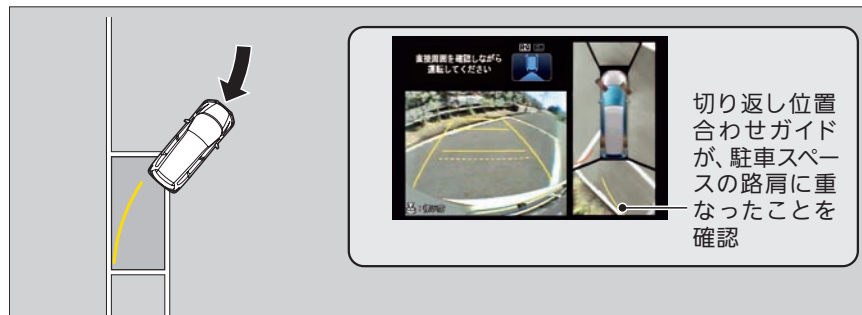 直接周囲を確認しながら
運転してください
切り返し位置
合わせガイド
が、駐車スペー
スの路肩に重
なったことを
確認